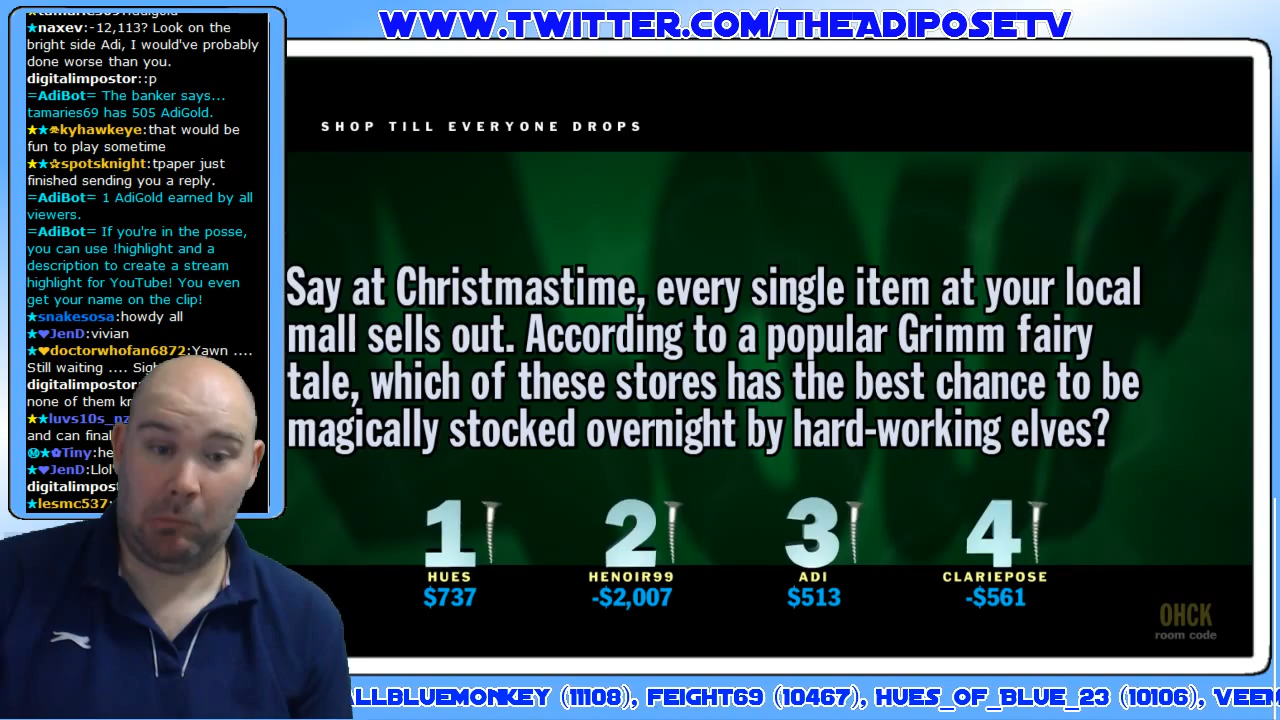 WWW.TWITTER.COM/THEADIPOSETV
naxev:-12,113? Look on the
bright side Adi, I would've probably
done worse than you.
digitalimpostor::p
=AdiBot= The banker says...
tamaries69 has 505 AdiGold.
kyhawkeye:that would be
fun to play sometime
spotsknight:tpaper just
finished sending you a reply.
=AdiBot= 1 AdiGold earned by all
viewers.
=AdiBot= If you're in the posse,
you can use !highlight and a
description to create a stream
highlight for YouTube! You even
get your name on the clip!
snakesosa:howdy all
JenD:vivian
doctorwhofan6872:Yawn ....
Still waiting ....
digitalimpostor
none of them
luvs10s_nz
and can
Tiny:
JenD:
lesmc537:
SHOP TILL EVERYONE DROPS
Say at Christmastime, every single item at your local
mall sells out. According to a popular Grimm fairy
tale, which of these stores has the best chance to be
magically stocked overnight by hard-working elves?
1 2 3 4
HUES HENOIR99 ADI CLARIEPOSE
$737 -$2,007 $513 -$561
OHCK
room code
ALLBLUEMONKEY (11108), FEIGHT69 (10467), HUES_OF_BLUE_23 (10106), VEEM